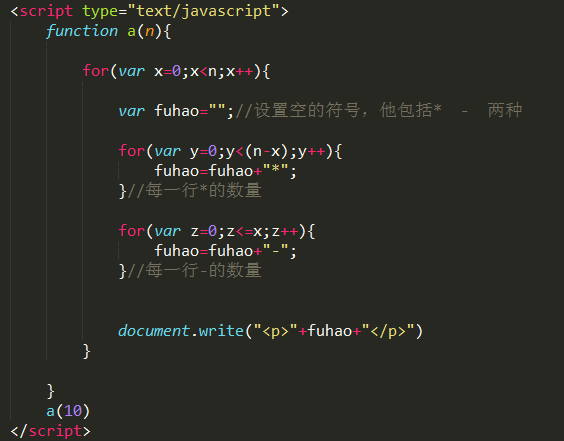 <script type="text/javascript">
function a(n){
for(var x=0;x<n;x++){
var fuhao="";//设置空的符号，他包括* - 两种
for(var y=0;y<(n-x);y++){
fuhao=fuhao+"*";
}//每一行*的数量
for(var z=0;z<=x;z++){
fuhao=fuhao+"-";
}//每一行-的数量
document.write("<p>"+fuhao+"</p>")
}
}
a(10)
</script>